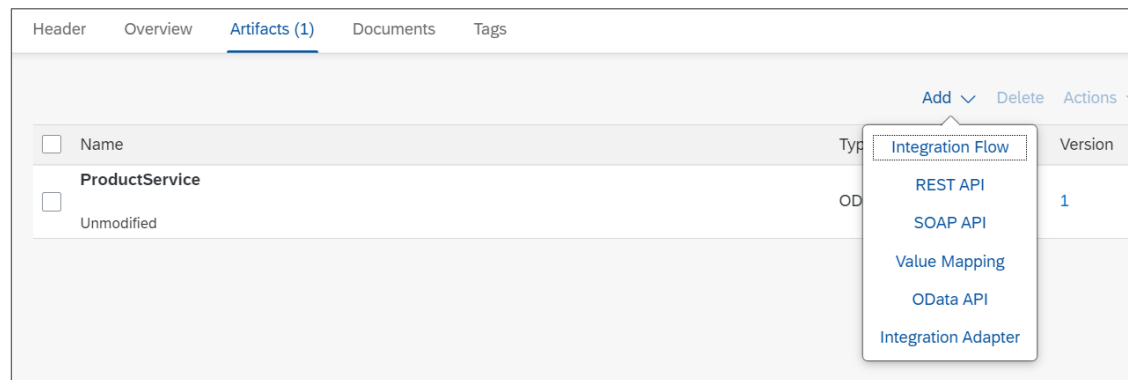 Header Overview Artifacts (1) Documents Tags
Add Delete Actions
Name Typ Version
Integration Flow
ProductService
REST API
OD 1
Unmodified
SOAP API
Value Mapping
OData API
Integration Adapter